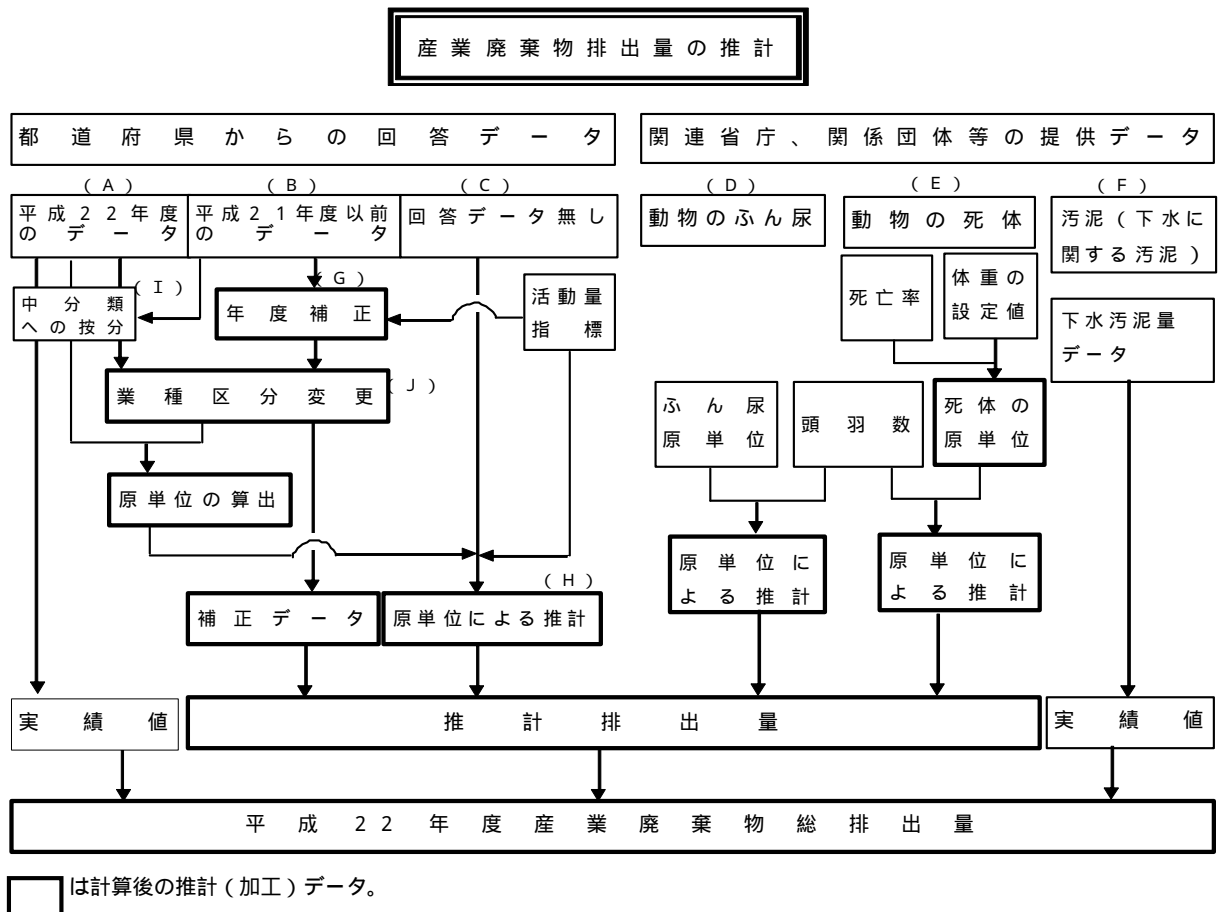 産業廃棄物排出量の推計
都道府県からの回答データ
関連省庁、関係団体等の提供データ
(A)
(B)
(C)
(D)
(E)
(F)
平成22年度
のデータ
平成21年度以前
のデータ
回答データ無し
動物のふん尿
動物の死体
汚泥(下水に
関する汚泥)
(I)
(G)
中分類
への按分
年度補正
活動量
指標
死亡率
体重の
設定値
下水汚泥量
データ
業種区分変更
(J)
ふん尿
原単位
頭羽数
死体の
原単位
原単位の算出
原単位に
よる推計
原単位に
よる推計
(H)
補正データ
原単位による推計
実績値
推計排出量
実績値
平成22年度産業廃棄物総排出量
は計算後の推計(加工)データ。